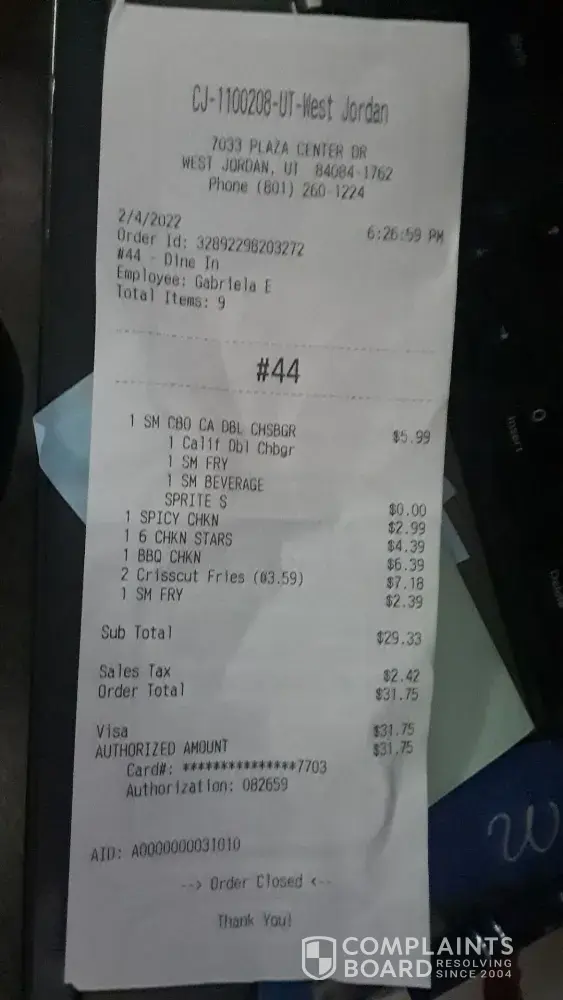 CJ-1100208-UT-West Jordan
7033 PLAZA CENTER DR
WEST JORDAN, UT 84084-1762
Phone (801) 260-1224
2/4/2022 6:26:59 PM
Order Id: 32892298203272
#44 - Dine In
Employee: Gabriela E
Total Items: 9
#44
1 SM CBO CA DBL CHSBGR $5.99
1 Calif Dbl Chbgr
1 SM FRY
1 SM BEVERAGE
SPRITE S $0.00
1 SPICY CHKN $2.99
1 6 CHKN STARS $4.39
1 BBQ CHKN $6.39
2 Crisscut Fries (@3.59) $7.18
1 SM FRY $2.39
Sub Total $29.33
Sales Tax $2.42
Order Total $31.75
Visa $31.75
AUTHORIZED AMOUNT $31.75
Card#: ***************7703
Authorization: 082659
AID: A0000000031010
--> Order Closed <--
Thank You!
Insert
Delete
W
COMPLAINTS
BOARD RESOLVING
SINCE 2004